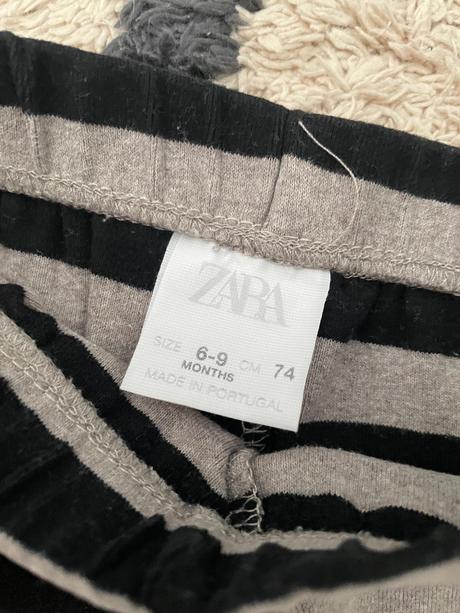 ZARA
SIZE 6-9 CM 74
MONTHS
MADE IN PORTUGAL